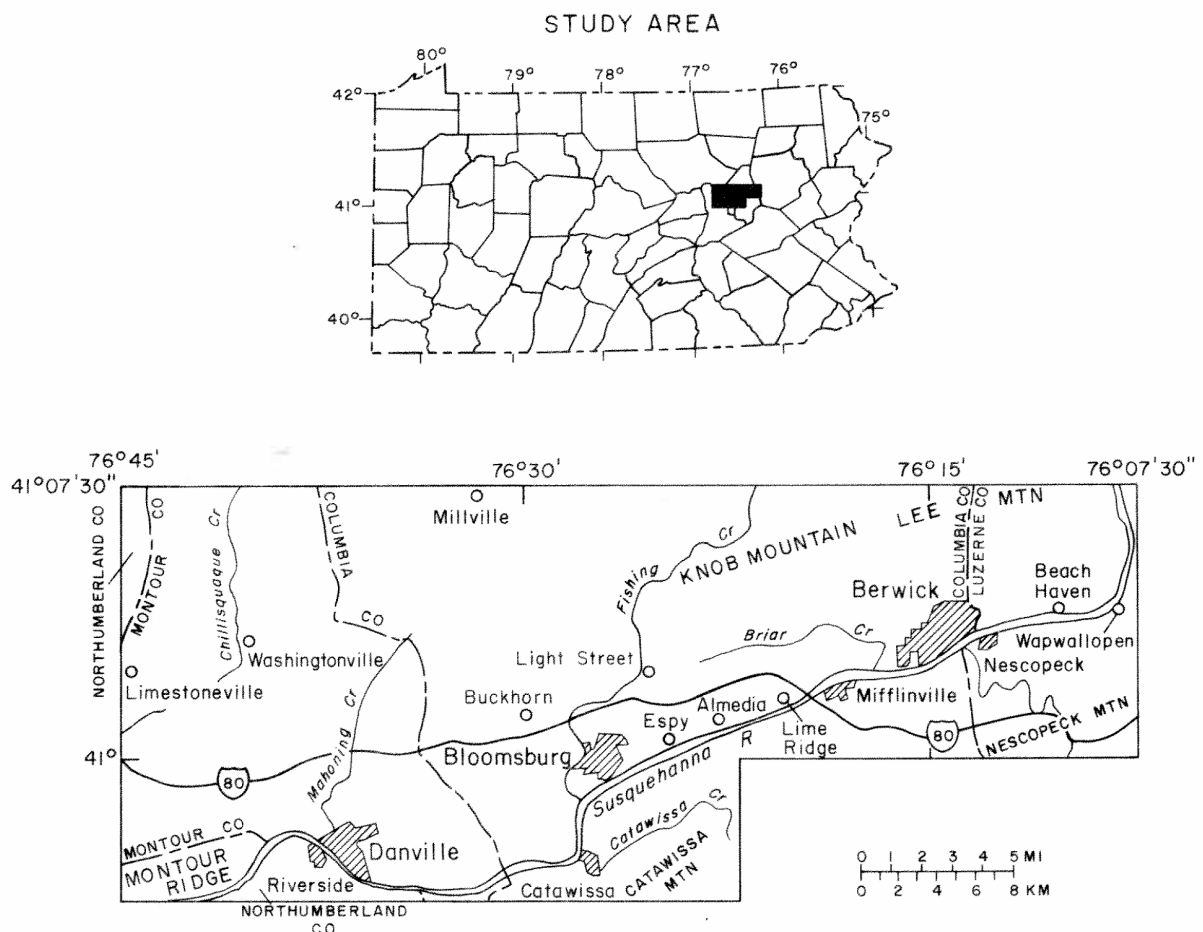 STUDY AREA
80°
79°
78°
77°
76°
75°
42°
41°
40°
76°45'
76°30'
76°15'
76°07'30"
41°07'30"
41°
NORTHUMBERLAND CO
MONTOUR CO
Chillisquaque Cr
COLUMBIA CO
Millville
Fishing Cr
KNOB MOUNTAIN
LEE MTN
COLUMBIA CO
LUZERNE CO
Berwick
Beach
Haven
Wapwallopen
Nescopeck
Briar Cr
Washingtonville
Limestoneville
Light Street
Buckhorn
Mifflinville
Almedia
Espy
Lime
Ridge
80
NESCOPECK MTN
Bloomsburg
Mahoning Cr
80
Susquehanna R
Catawissa Cr
CATAWISSA
MTN
MONTOUR CO
MONTOUR
RIDGE
Danville
Riverside
Catawissa
NORTHUMBERLAND
CO
0 1 2 3 4 5 MI
0 2 4 6 8 KM